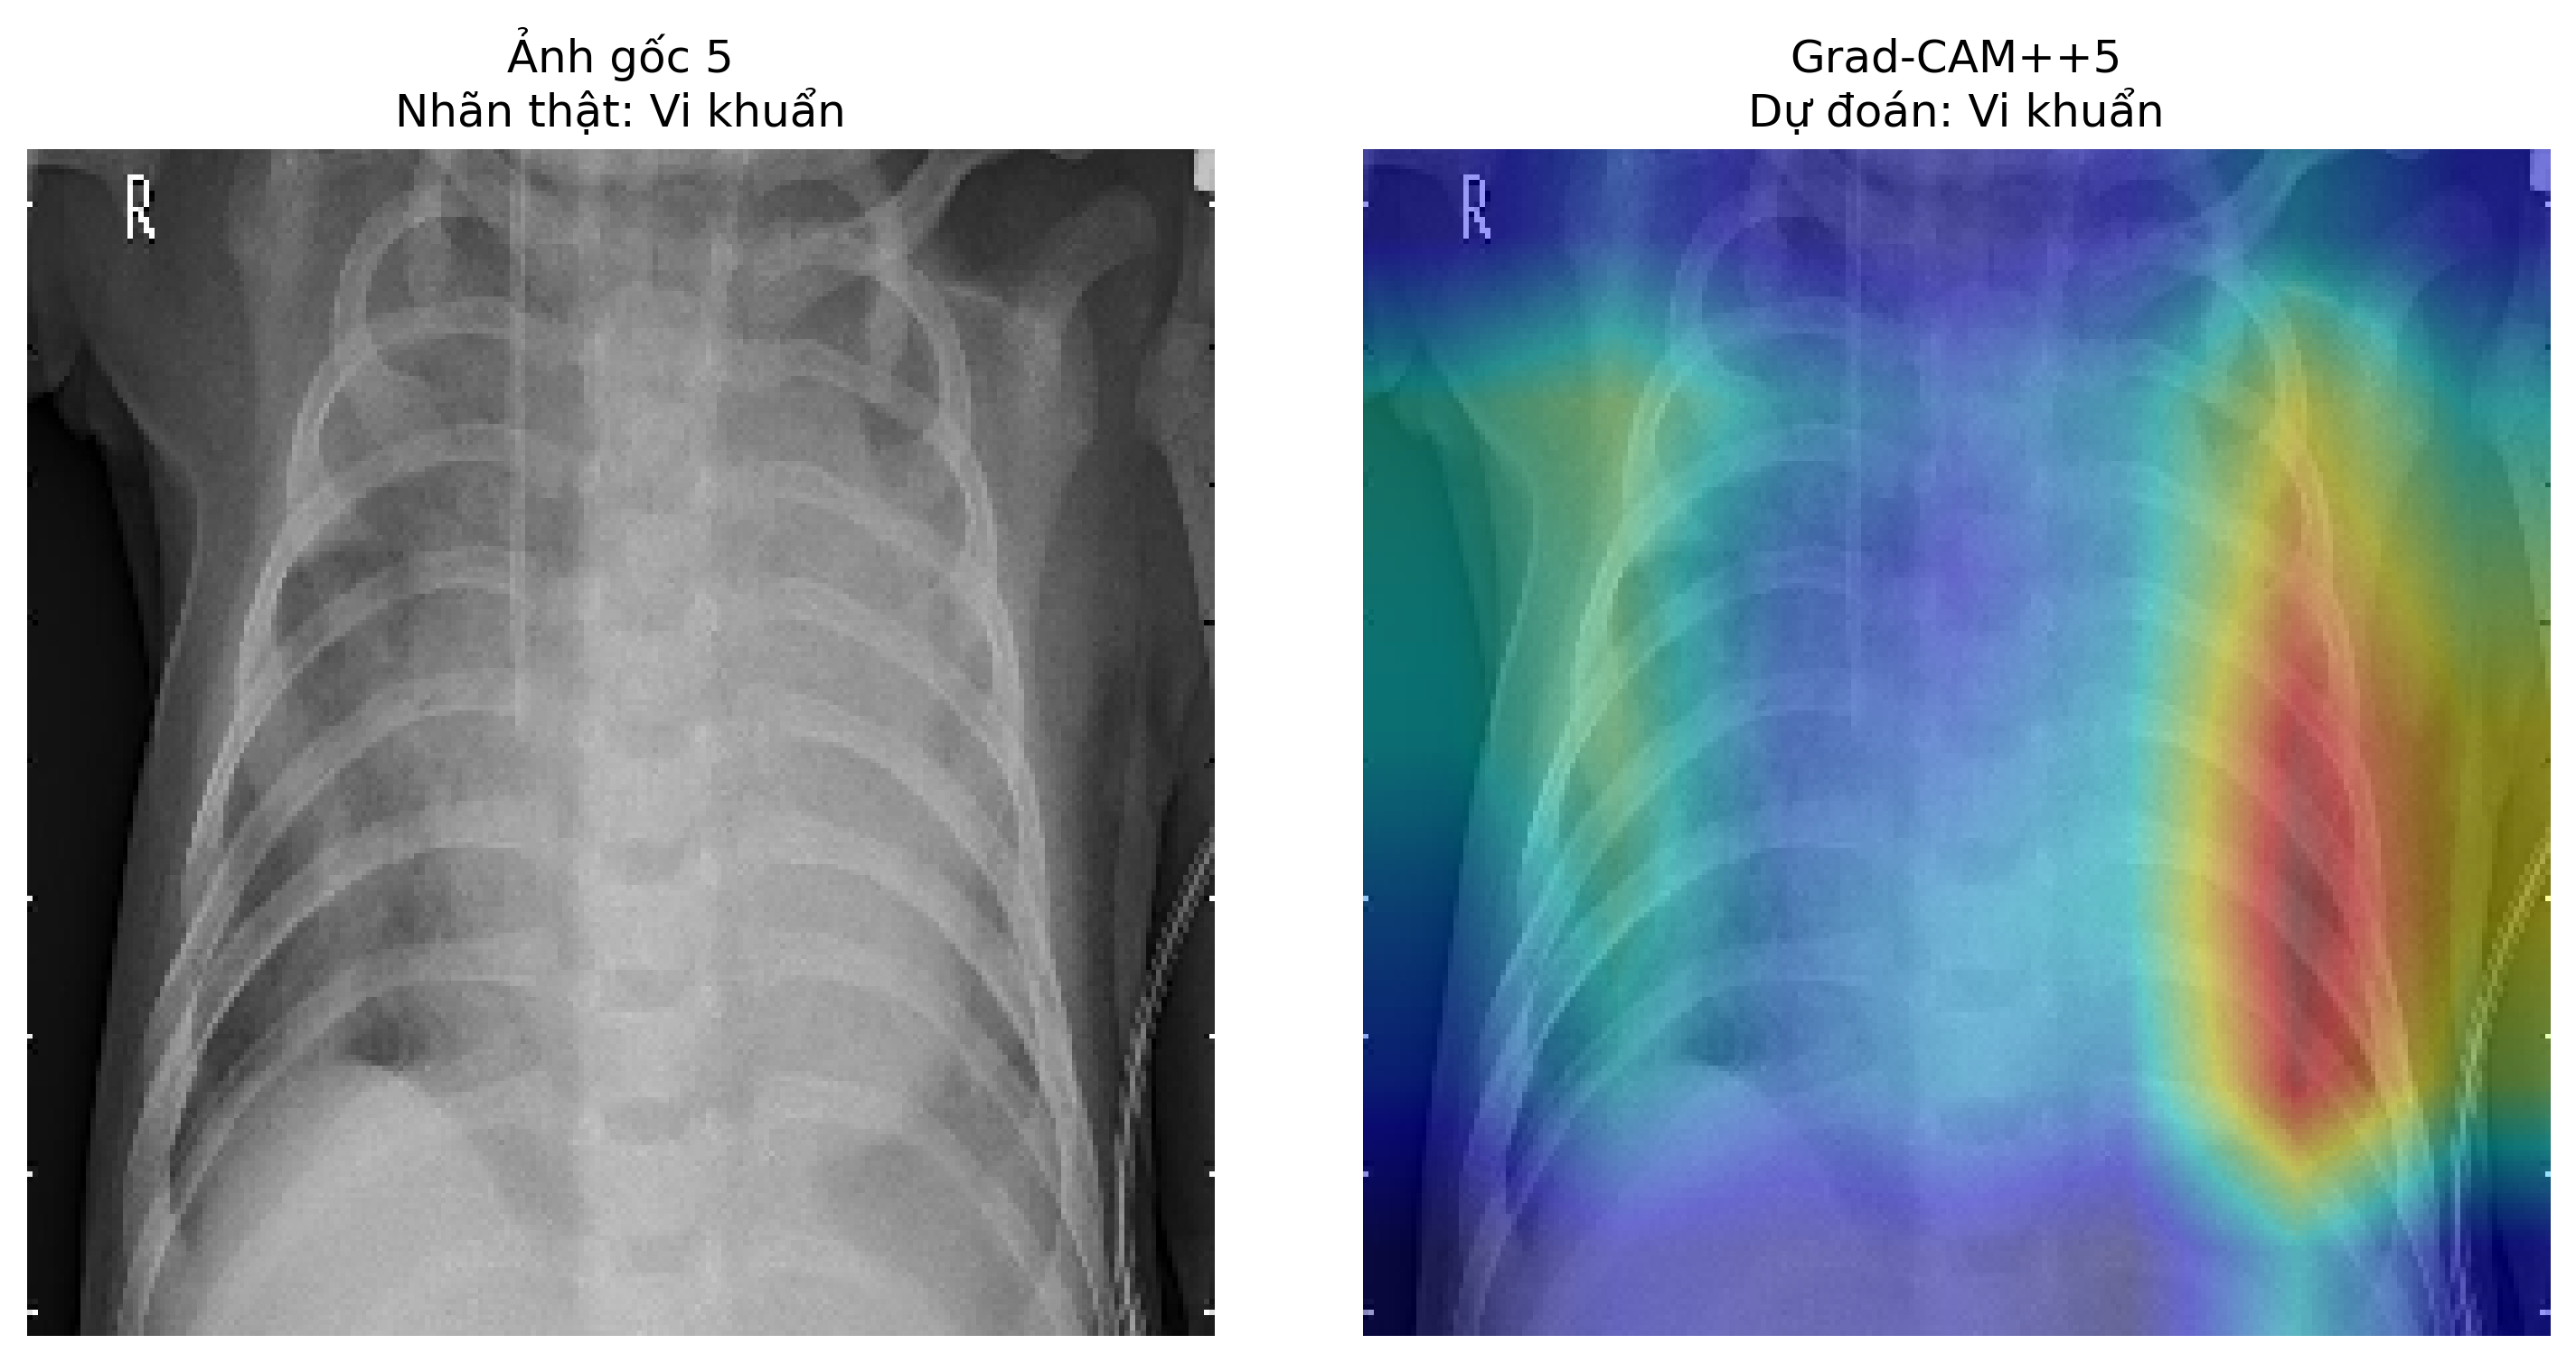 Ảnh gốc 5
Nhãn thật: Vi khuẩn
R
Grad-CAM++5
Dự đoán: Vi khuẩn
R